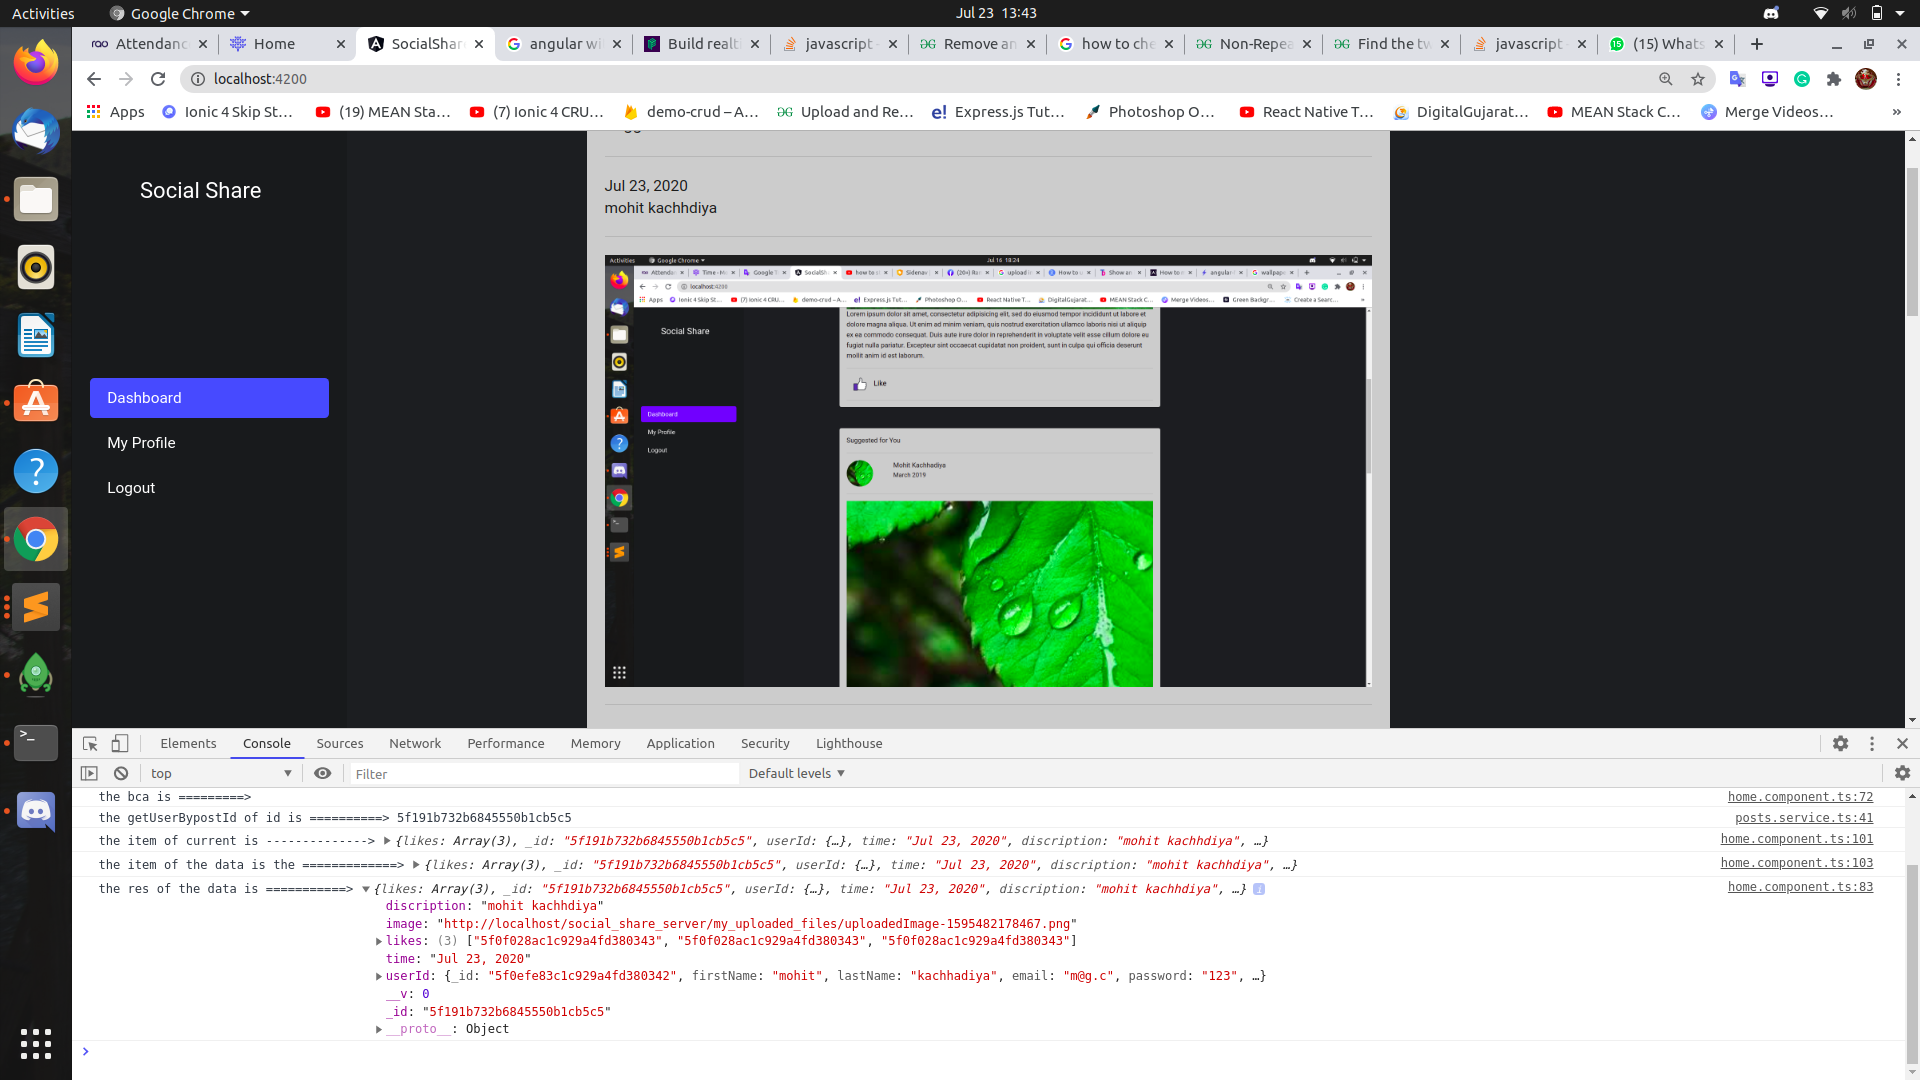 Activities
Google Chrome
Jul 23 13:43
Attendanc
Home
SocialShar
angular wi
Build realti
javascript -
Remove an
how to che
Non-Repea
Find the tw
javascript
(15) Whats
localhost:4200
Apps
Ionic 4 Skip St...
(19) MEAN Sta...
(7) Ionic 4 CRU...
demo-crud – A...
Upload and Re...
Express.js Tut...
Photoshop O...
React Native T...
DigitalGujarat...
MEAN Stack C...
Merge Videos...
»
Social Share
Dashboard
My Profile
Logout
Jul 23, 2020
mohit kachhdiya
Activities
Google Chrome
Jul 16 18:24
localhost:4200
Apps
Social Share
Dashboard
My Profile
Logout
Lorem ipsum dolor sit amet, consectetur adipisicing elit, sed do eiusmod tempor incididunt ut labore et
dolore magna aliqua. Ut enim ad minim veniam, quis nostrud exercitation ullamco laboris nisi ut aliquip
ex ea commodo consequat. Duis aute irure dolor in reprehenderit in voluptate velit esse cillum dolore eu
fugiat nulla pariatur. Excepteur sint occaecat cupidatat non proident, sunt in culpa qui officia deserunt
mollit anim id est laborum.
Like
Suggested for You
Mohit Kachhadiya
March 2019
Elements
Console
Sources
Network
Performance
Memory
Application
Security
Lighthouse
top
Filter
Default levels
the bca is =========>
home.component.ts:72
the getUserBypostId of id is ==========> 5f191b732b6845550b1cb5c5
posts.service.ts:41
the item of current is --------------> {likes: Array(3), _id: "5f191b732b6845550b1cb5c5", userId: {…}, time: "Jul 23, 2020", discription: "mohit kachhdiya", …}
home.component.ts:101
the item of the data is the =============> {likes: Array(3), _id: "5f191b732b6845550b1cb5c5", userId: {…}, time: "Jul 23, 2020", discription: "mohit kachhdiya", …}
home.component.ts:103
the res of the data is ===========> {likes: Array(3), _id: "5f191b732b6845550b1cb5c5", userId: {…}, time: "Jul 23, 2020", discription: "mohit kachhdiya", …}
home.component.ts:83
discription: "mohit kachhdiya"
image: "http://localhost/social_share_server/my_uploaded_files/uploadedImage-1595482178467.png"
likes: (3) ["5f0f028ac1c929a4fd380343", "5f0f028ac1c929a4fd380343", "5f0f028ac1c929a4fd380343"]
time: "Jul 23, 2020"
userId: {_id: "5f0efe83c1c929a4fd380342", firstName: "mohit", lastName: "kachhadiya", email: "m@g.c", password: "123", …}
__v: 0
_id: "5f191b732b6845550b1cb5c5"
__proto__: Object